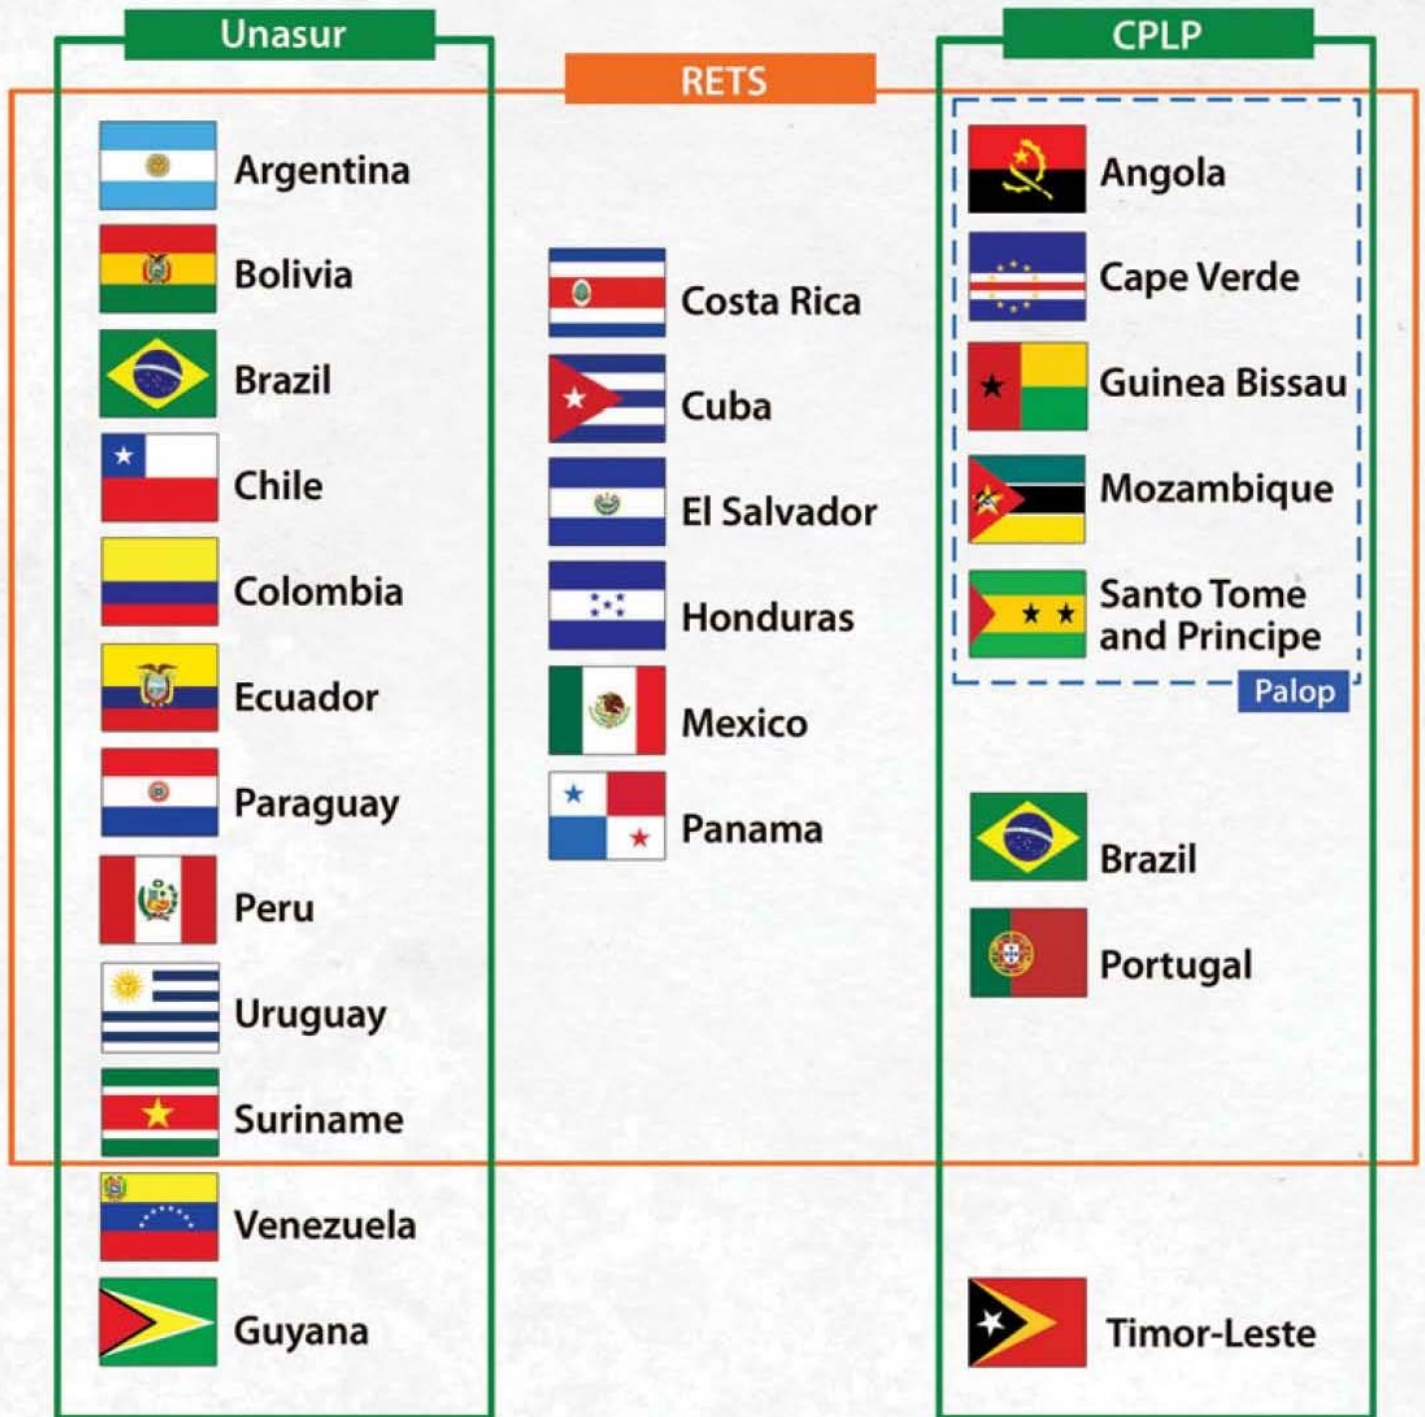 Unasur
Argentina
Bolivia
Brazil
Chile
Colombia
Ecuador
Paraguay
Peru
Uruguay
Suriname
Venezuela
Guyana
RETS
Costa Rica
Cuba
El Salvador
Honduras
Mexico
Panama
CPLP
Angola
Cape Verde
Guinea Bissau
Mozambique
Santo Tome
and Principe
Palop
Brazil
Portugal
Timor-Leste